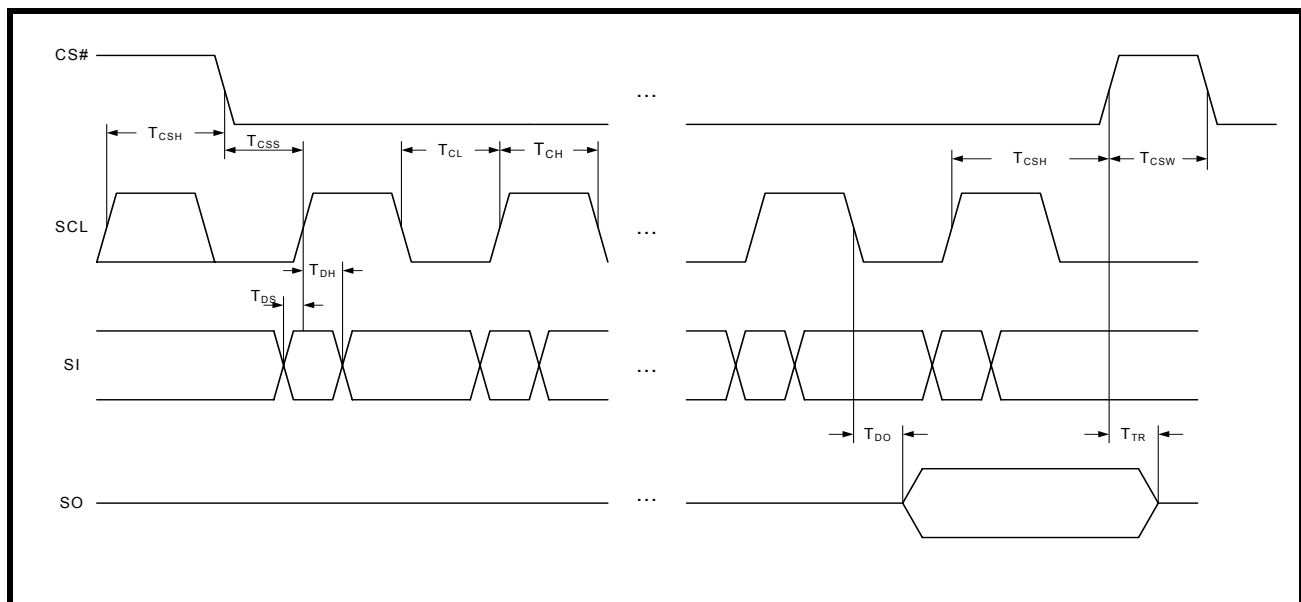 CS#
...
TCSH
TCSS
TCL
TCH
TCSH
TCSW
SCL
...
TDH
TDS
SI
...
TDO
TTR
SO
...